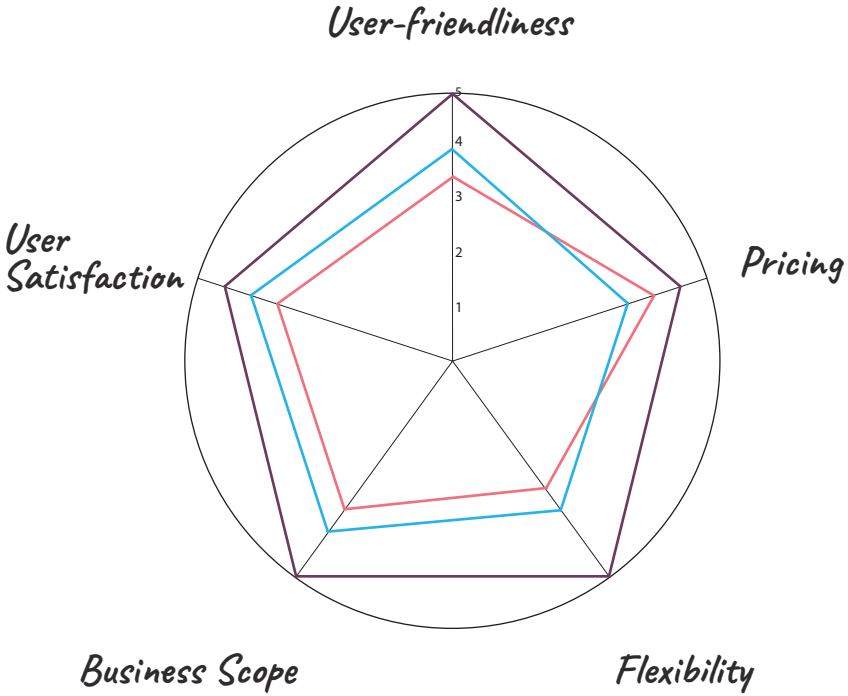 User-friendliness
5
4
3
2
1
User
Satisfaction
Pricing
Business Scope
Flexibility